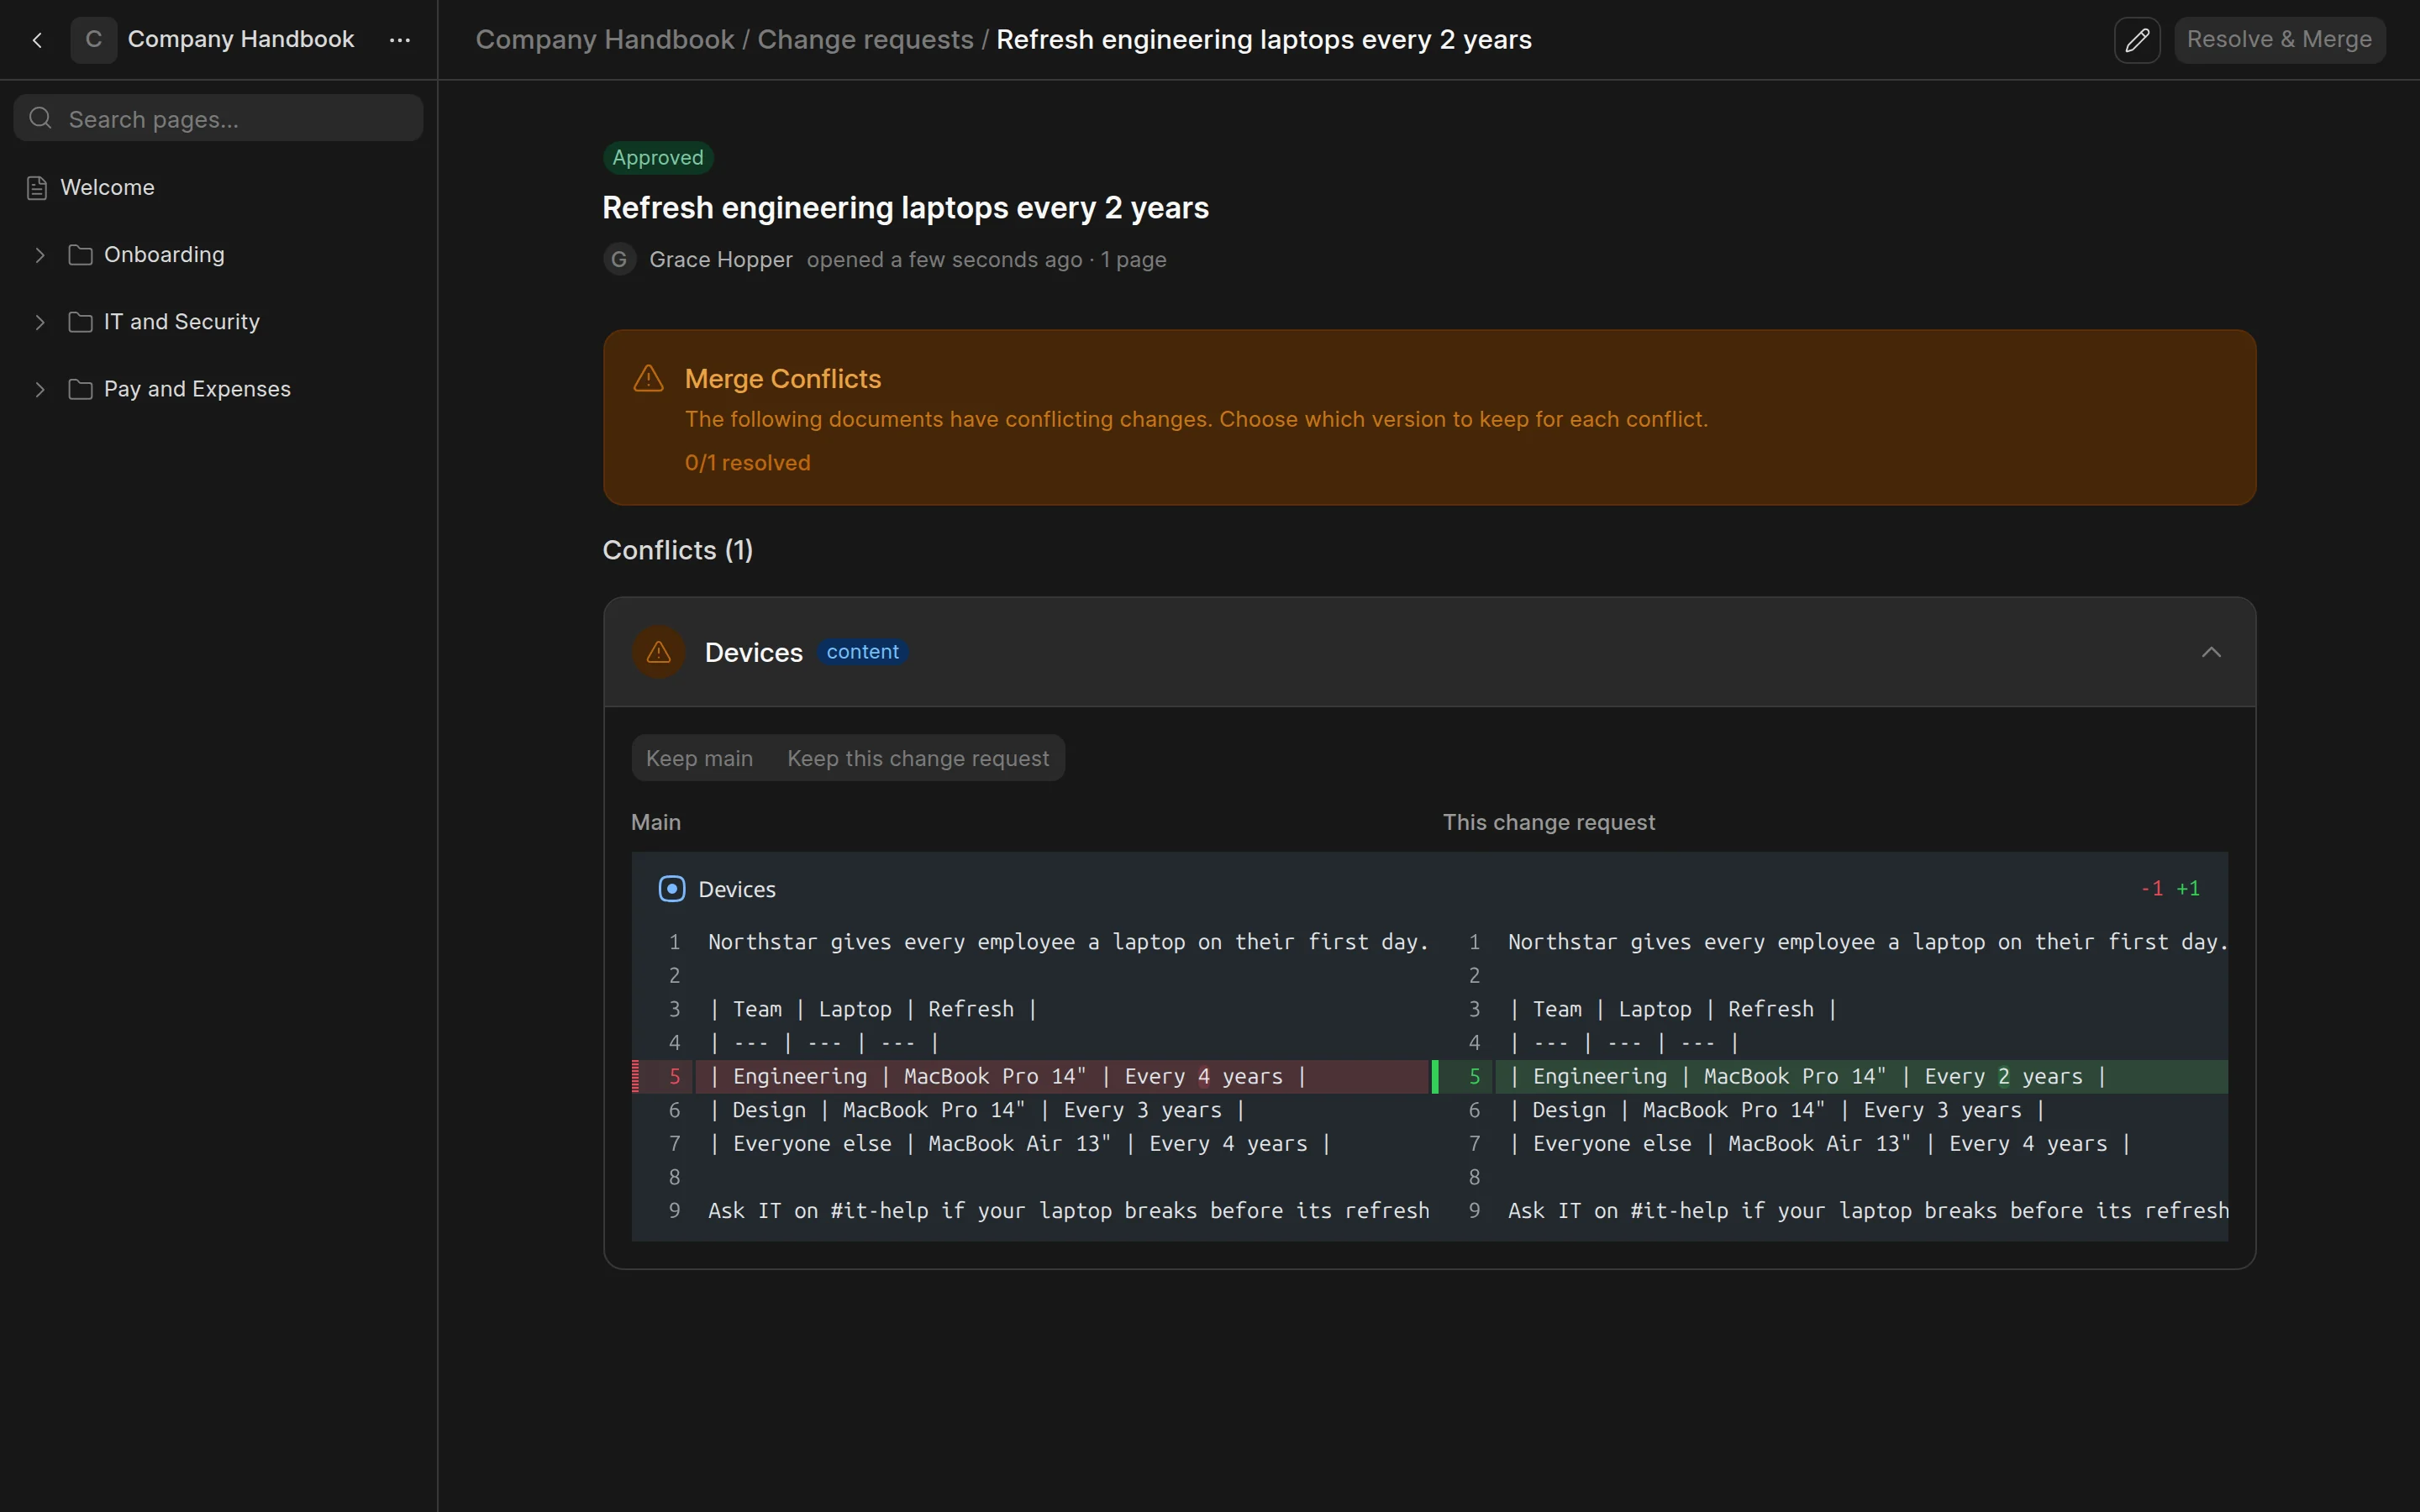 C Company Handbook
Company Handbook / Change requests / Refresh engineering laptops every 2 years
Resolve & Merge
Search pages...
Welcome
Onboarding
IT and Security
Pay and Expenses
Approved
Refresh engineering laptops every 2 years
G Grace Hopper opened a few seconds ago · 1 page
Merge Conflicts
The following documents have conflicting changes. Choose which version to keep for each conflict.
0/1 resolved
Conflicts (1)
Devices content
Keep main Keep this change request
Main
This change request
Devices
-1 +1
1 Northstar gives every employee a laptop on their first day.
2
3 | Team | Laptop | Refresh |
4 | --- | --- | --- |
5 | Engineering | MacBook Pro 14" | Every 4 years |
6 | Design | MacBook Pro 14" | Every 3 years |
7 | Everyone else | MacBook Air 13" | Every 4 years |
8
9 Ask IT on #it-help if your laptop breaks before its refresh
1 Northstar gives every employee a laptop on their first day.
2
3 | Team | Laptop | Refresh |
4 | --- | --- | --- |
5 | Engineering | MacBook Pro 14" | Every 2 years |
6 | Design | MacBook Pro 14" | Every 3 years |
7 | Everyone else | MacBook Air 13" | Every 4 years |
8
9 Ask IT on #it-help if your laptop breaks before its refresh